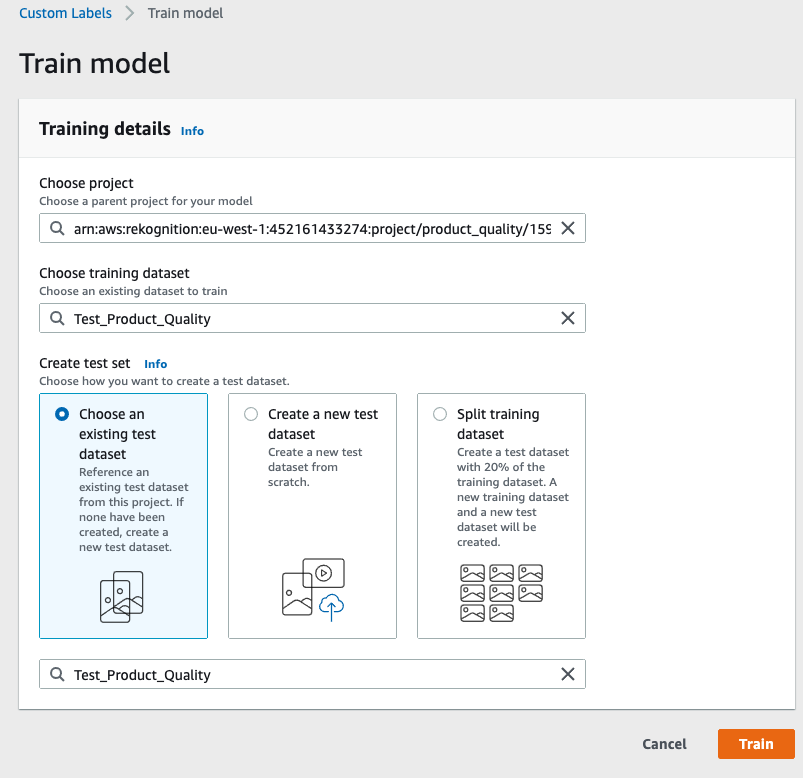 Custom Labels > Train model
Train model
Training details Info
Choose project
Choose a parent project for your model
arn:aws:rekognition:eu-west-1:452161433274:project/product_quality/159
Choose training dataset
Choose an existing dataset to train
Test_Product_Quality
Create test set Info
Choose how you want to create a test dataset.
Choose an
existing test
dataset
Reference an
existing test dataset
from this project. If
none have been
created, create a
new test dataset.
Create a new test
dataset
Create a new test
dataset from
scratch.
Split training
dataset
Create a test dataset
with 20% of the
training dataset. A
new training dataset
and a new test
dataset will be
created.
Test_Product_Quality
Cancel
Train